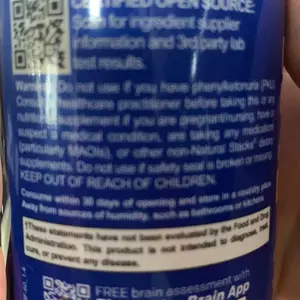 CERTIFIED OPEN SOURCE:
Scan for ingredient supplier
information and 3rd party lab
test results.
Warning: Do not use if you have phenylketonuria (PKU).
Consult healthcare practitioner before taking this or any
nutritional supplement if you are pregnant/nursing, have or
suspect a medical condition, are taking any medications
(particularly MAOIs), or other non-Natural Stacks® dietary
supplements. Do not use if safety seal is broken or missing.
KEEP OUT OF REACH OF CHILDREN.
Consume within 30 days of opening and store in a cool/dry place
Away from sources of humidity, such as bathrooms or kitchens
†These statements have not been evaluated by the Food and Drug
Administration. This product is not intended to diagnose, treat,
cure, or prevent any disease.
FREE brain assessment with
Brain App